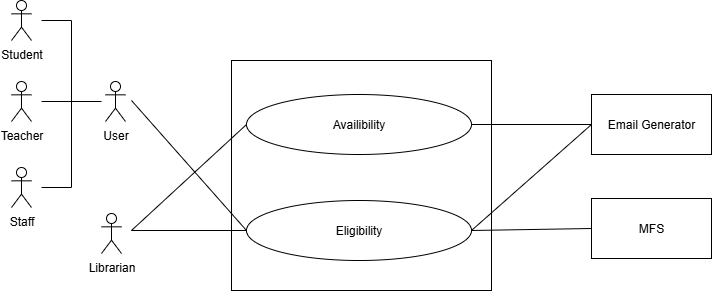 Student
Teacher
Staff
User
Librarian
Availibility
Eligibility
Email Generator
MFS